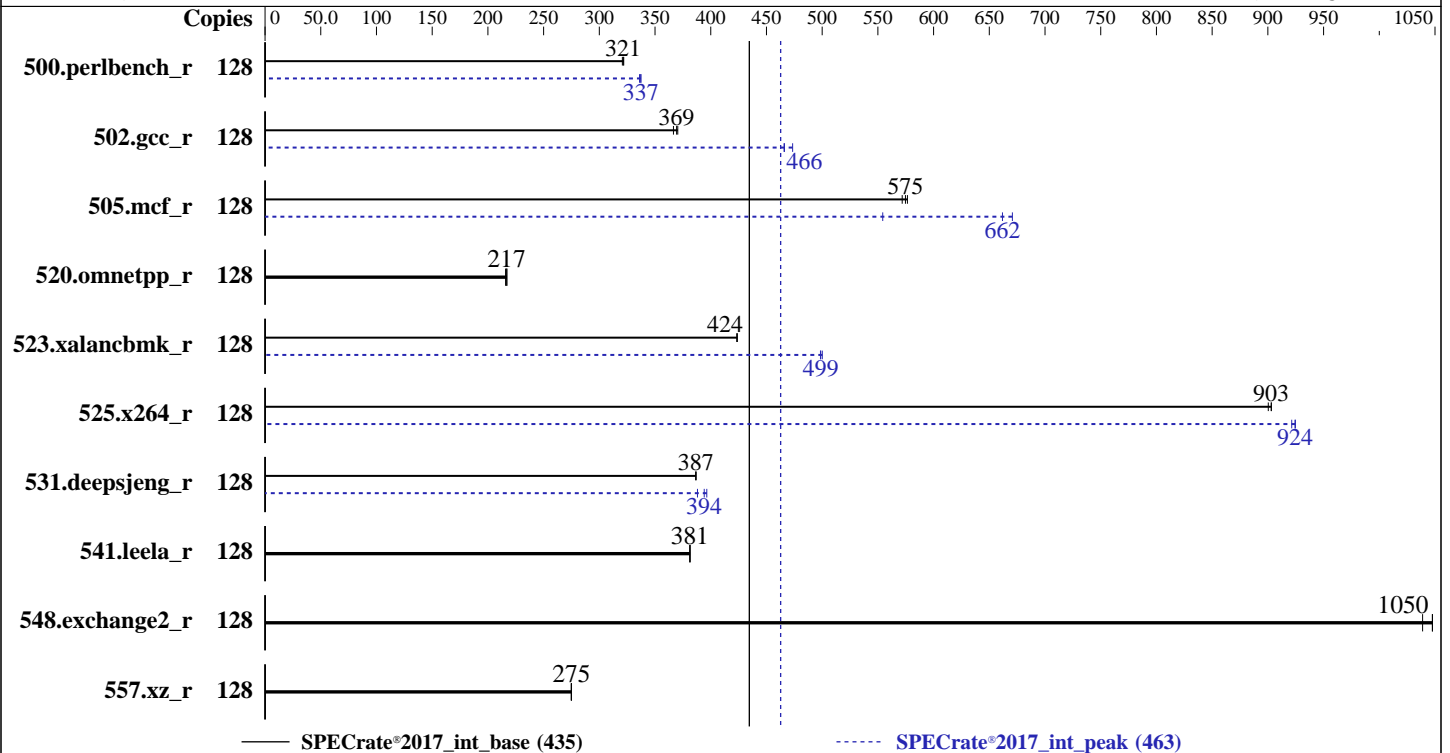 Copies 0 50.0 100 150 200 250 300 350 400 450 500 550 600 650 700 750 800 850 900 950 1050
321
500.perlbench_r 128
337
369
502.gcc_r 128
466
575
505.mcf_r 128
662
217
520.omnetpp_r 128
424
523.xalancbmk_r 128
499
903
525.x264_r 128
924
387
531.deepsjeng_r 128
394
381
541.leela_r 128
1050
548.exchange2_r 128
275
557.xz_r 128
SPECrate®2017_int_base (435) SPECrate®2017_int_peak (463)